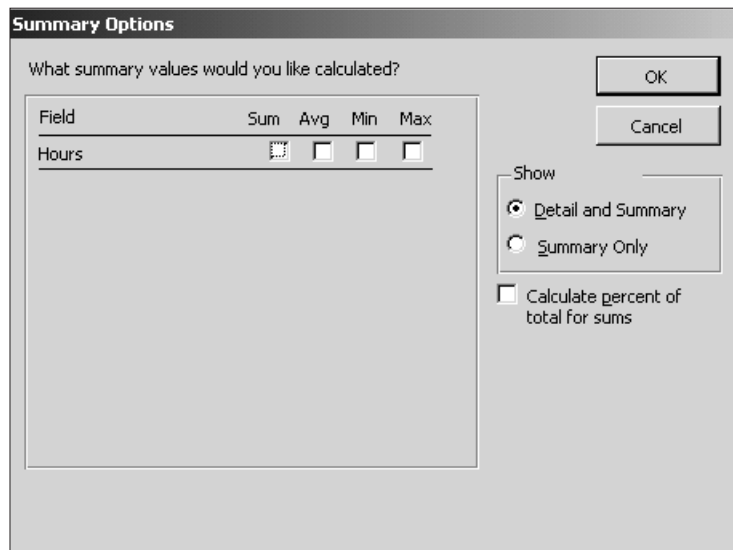 Summary Options
What summary values would you like calculated?
OK
Cancel
Field Sum Avg Min Max
Hours
Show
Detail and Summary
Summary Only
Calculate percent of
total for sums